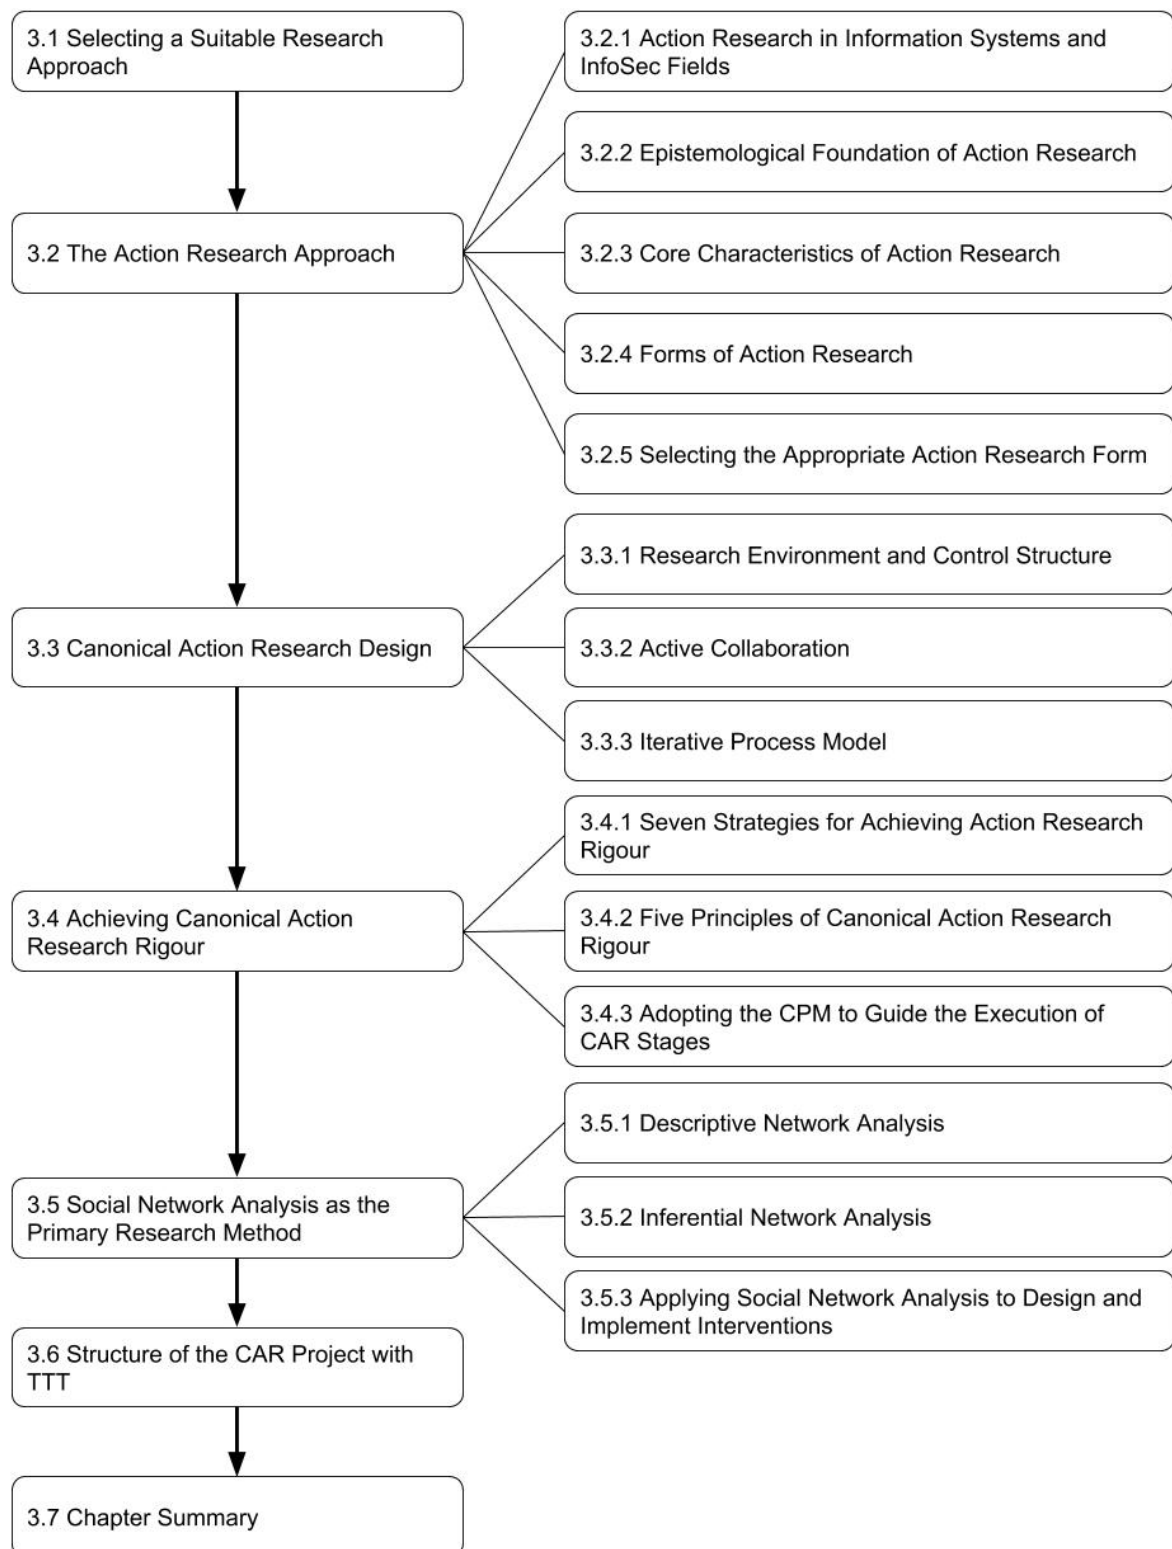 3.1 Selecting a Suitable Research
Approach
3.2 The Action Research Approach
3.2.1 Action Research in Information Systems and
InfoSec Fields
3.2.2 Epistemological Foundation of Action Research
3.2.3 Core Characteristics of Action Research
3.2.4 Forms of Action Research
3.2.5 Selecting the Appropriate Action Research Form
3.3 Canonical Action Research Design
3.3.1 Research Environment and Control Structure
3.3.2 Active Collaboration
3.3.3 Iterative Process Model
3.4 Achieving Canonical Action
Research Rigour
3.4.1 Seven Strategies for Achieving Action Research
Rigour
3.4.2 Five Principles of Canonical Action Research
Rigour
3.4.3 Adopting the CPM to Guide the Execution of
CAR Stages
3.5 Social Network Analysis as the
Primary Research Method
3.5.1 Descriptive Network Analysis
3.5.2 Inferential Network Analysis
3.5.3 Applying Social Network Analysis to Design and
Implement Interventions
3.6 Structure of the CAR Project with
TTT
3.7 Chapter Summary